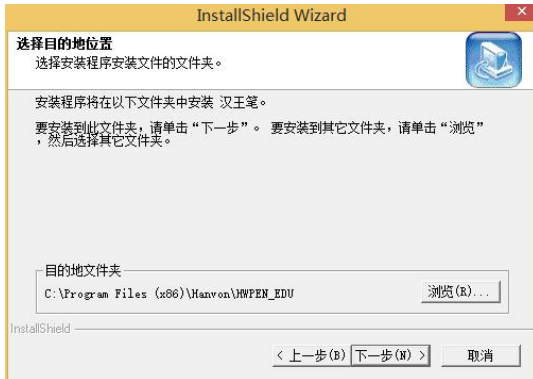 InstallShield Wizard
选择目的地位置
选择安装程序安装文件的文件夹。
安装程序将在以下文件夹中安装 汉王笔。
要安装到此文件夹，请单击“下一步”。 要安装到其它文件夹，请单击“浏览”
，然后选择其它文件夹。
目的地文件夹
C:\Program Files (x86)\Hanvon\HWPEN_EDU 浏览(R)...
InstallShield
< 上一步(B) 下一步(N) > 取消